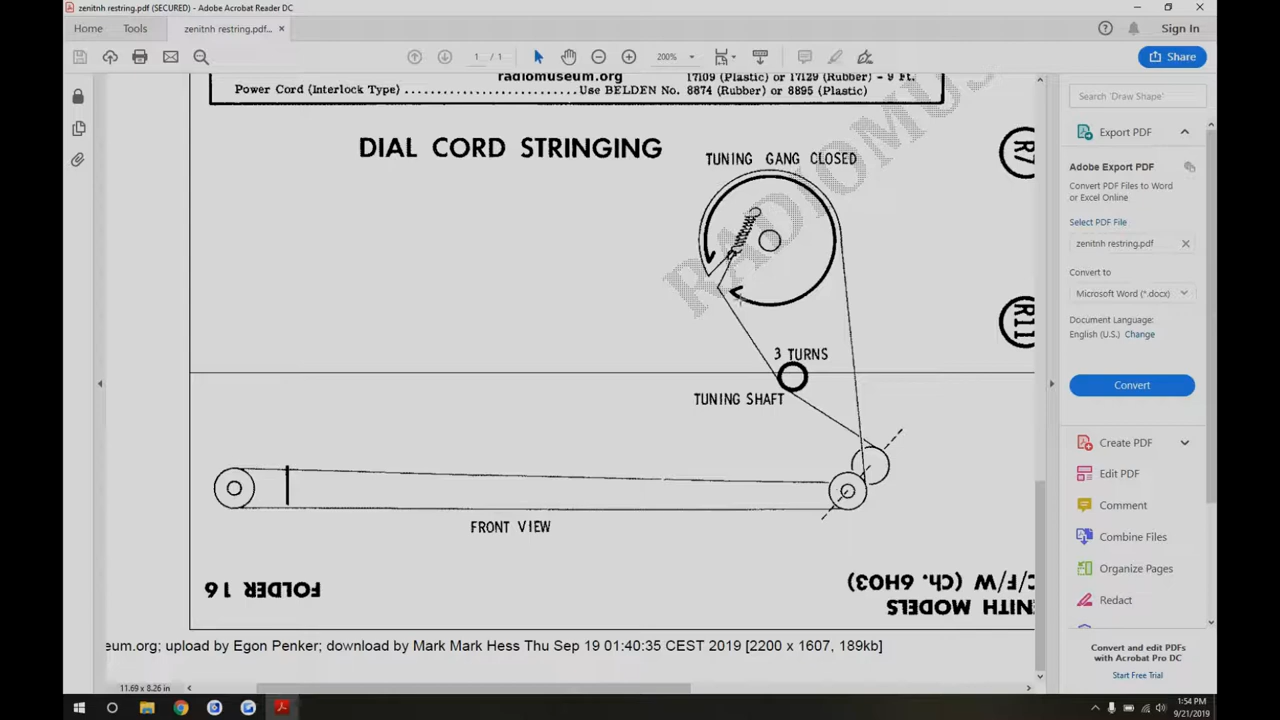 zenitnh restring.pdf (SECURED) - Adobe Acrobat Reader DC
Home Tools zenitnh restring.pdf... × Sign In
1 / 1 200% Share
radiomuseum.org 17109 (Plastic) or 17129 (Rubber) - 9 Ft.
Power Cord (Interlock Type) ........................... Use BELDEN No. 8874 (Rubber) or 8895 (Plastic)
DIAL CORD STRINGING
TUNING GANG CLOSED
R7
RADIOMUS
R11
3 TURNS
TUNING SHAFT
FRONT VIEW
FOLDER 16
C/F/W (Ch. 6H03)
ENITH MODELS
eum.org; upload by Egon Penker; download by Mark Mark Hess Thu Sep 19 01:40:35 CEST 2019 [2200 x 1607, 189kb]
11.69 x 8.26 in
Search 'Draw Shape'
Export PDF
Adobe Export PDF
Convert PDF Files to Word
or Excel Online
Select PDF File
zenitnh restring.pdf ×
Convert to
Microsoft Word (*.docx)
Document Language:
English (U.S.) Change
Convert
Create PDF
Edit PDF
Comment
Combine Files
Organize Pages
Redact
Convert and edit PDFs
with Acrobat Pro DC
Start Free Trial
1:54 PM
9/21/2019